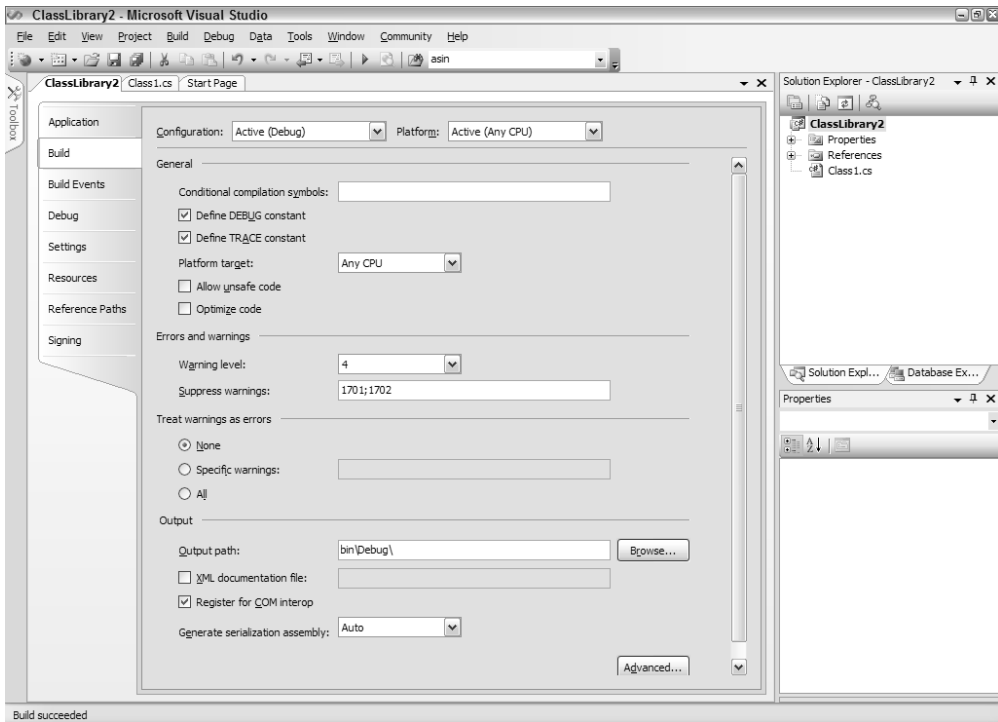 ClassLibrary2 - Microsoft Visual Studio
File Edit View Project Build Debug Data Tools Window Community Help
asin
Toolbox
ClassLibrary2 Class1.cs Start Page
Application
Build
Build Events
Debug
Settings
Resources
Reference Paths
Signing
Configuration: Active (Debug) Platform: Active (Any CPU)
General
Conditional compilation symbols:
Define DEBUG constant
Define TRACE constant
Platform target: Any CPU
Allow unsafe code
Optimize code
Errors and warnings
Warning level: 4
Suppress warnings: 1701;1702
Treat warnings as errors
None
Specific warnings:
All
Output
Output path: bin\Debug\ Browse...
XML documentation file:
Register for COM interop
Generate serialization assembly: Auto
Advanced...
Solution Explorer - ClassLibrary2
ClassLibrary2
Properties
References
Class1.cs
Solution Expl... Database Ex...
Properties
Build succeeded